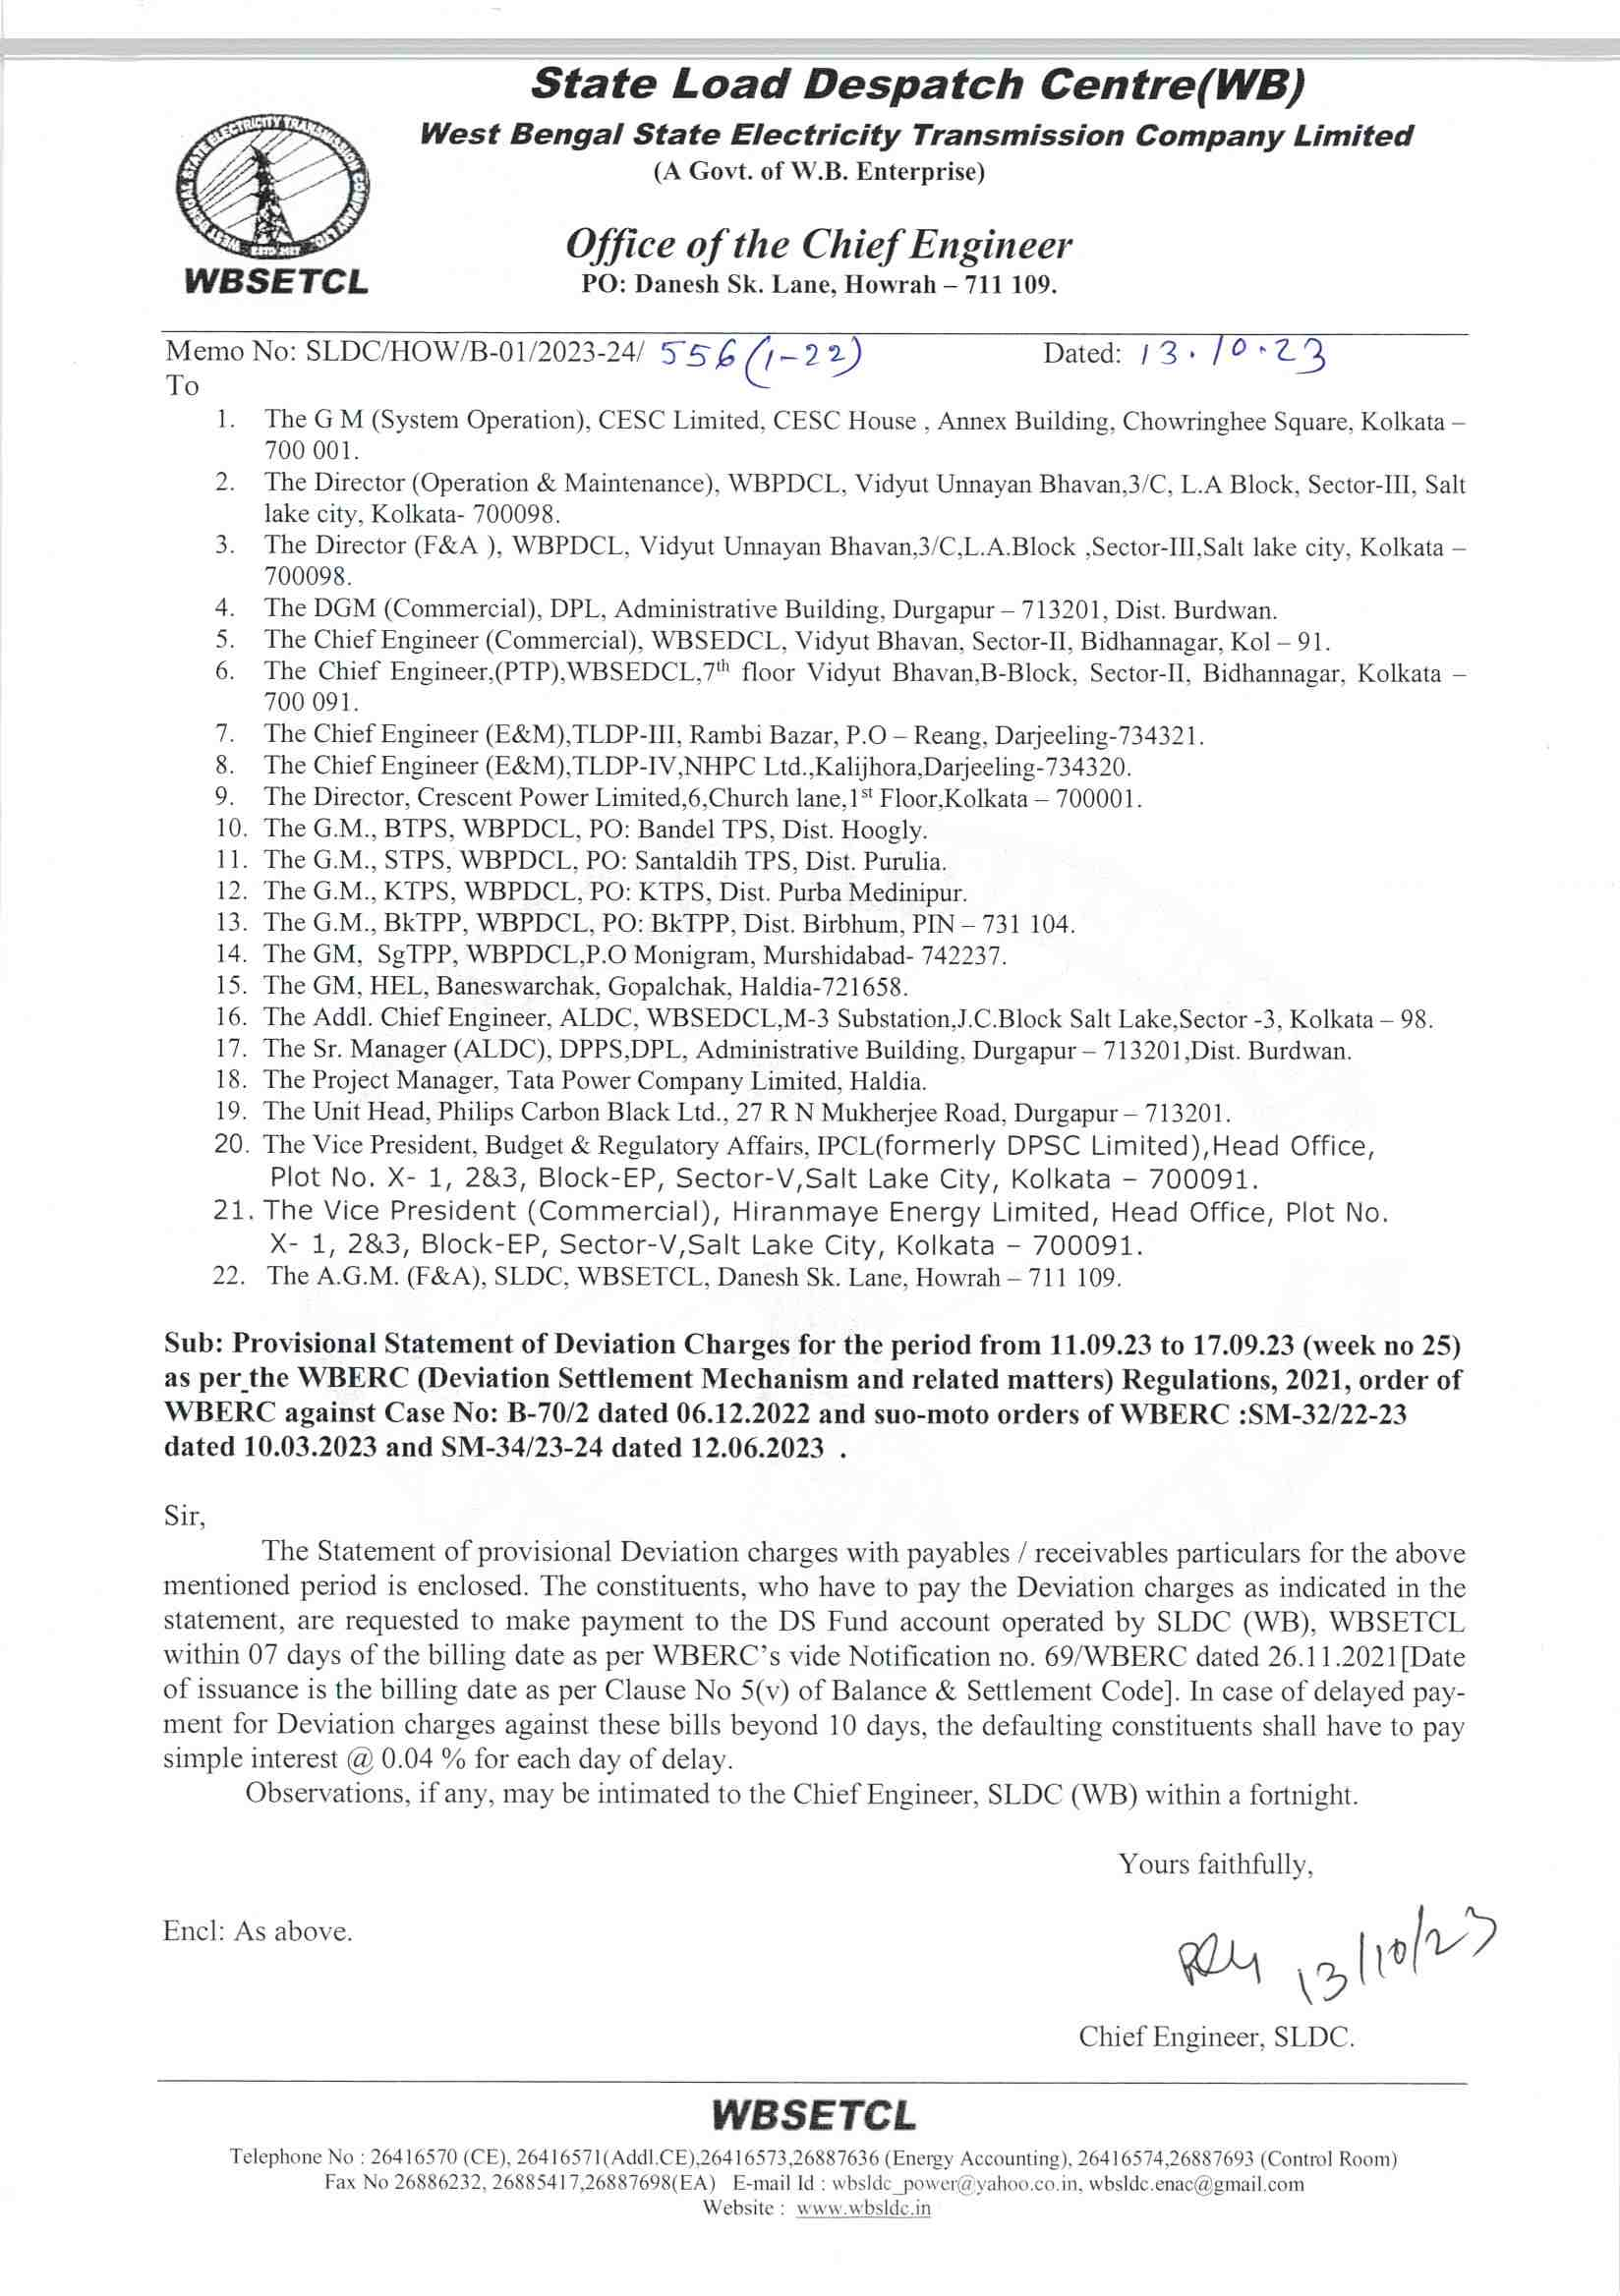 State Load Despatch Centre(WB)
West Bengal State Electricity Transmission Company Limited
(A Govt. of W.B. Enterprise)
WEST BENGAL STATE ELECTRICITY TRANSMISSION COMPANY LTD.
WBSETCL
Office of the Chief Engineer
PO: Danesh Sk. Lane, Howrah – 711 109.
Memo No: SLDC/HOW/B-01/2023-24/ 556(1-22) Dated: 13.10.23
To
1. The G M (System Operation), CESC Limited, CESC House , Annex Building, Chowringhee Square, Kolkata –
700 001.
2. The Director (Operation & Maintenance), WBPDCL, Vidyut Unnayan Bhavan,3/C, L.A Block, Sector-III, Salt
lake city, Kolkata- 700098.
3. The Director (F&A ), WBPDCL, Vidyut Unnayan Bhavan,3/C,L.A.Block ,Sector-III,Salt lake city, Kolkata –
700098.
4. The DGM (Commercial), DPL, Administrative Building, Durgapur – 713201, Dist. Burdwan.
5. The Chief Engineer (Commercial), WBSEDCL, Vidyut Bhavan, Sector-II, Bidhannagar, Kol – 91.
6. The Chief Engineer,(PTP),WBSEDCL,7th floor Vidyut Bhavan,B-Block, Sector-II, Bidhannagar, Kolkata –
700 091.
7. The Chief Engineer (E&M),TLDP-III, Rambi Bazar, P.O – Reang, Darjeeling-734321.
8. The Chief Engineer (E&M),TLDP-IV,NHPC Ltd.,Kalijhora,Darjeeling-734320.
9. The Director, Crescent Power Limited,6,Church lane,1st Floor,Kolkata – 700001.
10. The G.M., BTPS, WBPDCL, PO: Bandel TPS, Dist. Hoogly.
11. The G.M., STPS, WBPDCL, PO: Santaldih TPS, Dist. Purulia.
12. The G.M., KTPS, WBPDCL, PO: KTPS, Dist. Purba Medinipur.
13. The G.M., BkTPP, WBPDCL, PO: BkTPP, Dist. Birbhum, PIN – 731 104.
14. The GM, SgTPP, WBPDCL,P.O Monigram, Murshidabad- 742237.
15. The GM, HEL, Baneswarchak, Gopalchak, Haldia-721658.
16. The Addl. Chief Engineer, ALDC, WBSEDCL,M-3 Substation,J.C.Block Salt Lake,Sector -3, Kolkata – 98.
17. The Sr. Manager (ALDC), DPPS,DPL, Administrative Building, Durgapur – 713201,Dist. Burdwan.
18. The Project Manager, Tata Power Company Limited, Haldia.
19. The Unit Head, Philips Carbon Black Ltd., 27 R N Mukherjee Road, Durgapur – 713201.
20. The Vice President, Budget & Regulatory Affairs, IPCL(formerly DPSC Limited),Head Office,
Plot No. X- 1, 2&3, Block-EP, Sector-V,Salt Lake City, Kolkata – 700091.
21. The Vice President (Commercial), Hiranmaye Energy Limited, Head Office, Plot No.
X- 1, 2&3, Block-EP, Sector-V,Salt Lake City, Kolkata – 700091.
22. The A.G.M. (F&A), SLDC, WBSETCL, Danesh Sk. Lane, Howrah – 711 109.
Sub: Provisional Statement of Deviation Charges for the period from 11.09.23 to 17.09.23 (week no 25)
as per the WBERC (Deviation Settlement Mechanism and related matters) Regulations, 2021, order of
WBERC against Case No: B-70/2 dated 06.12.2022 and suo-moto orders of WBERC :SM-32/22-23
dated 10.03.2023 and SM-34/23-24 dated 12.06.2023 .
Sir,
The Statement of provisional Deviation charges with payables / receivables particulars for the above
mentioned period is enclosed. The constituents, who have to pay the Deviation charges as indicated in the
statement, are requested to make payment to the DS Fund account operated by SLDC (WB), WBSETCL
within 07 days of the billing date as per WBERC's vide Notification no. 69/WBERC dated 26.11.2021[Date
of issuance is the billing date as per Clause No 5(v) of Balance & Settlement Code]. In case of delayed pay-
ment for Deviation charges against these bills beyond 10 days, the defaulting constituents shall have to pay
simple interest @ 0.04 % for each day of delay.
Observations, if any, may be intimated to the Chief Engineer, SLDC (WB) within a fortnight.
Yours faithfully,
Encl: As above.
13/10/23
Chief Engineer, SLDC.
WBSETCL
Telephone No : 26416570 (CE), 26416571(Addl.CE),26416573,26887636 (Energy Accounting), 26416574,26887693 (Control Room)
Fax No 26886232, 26885417,26887698(EA) E-mail Id : wbsldc_power@yahoo.co.in, wbsldc.enac@gmail.com
Website : www.wbsldc.in